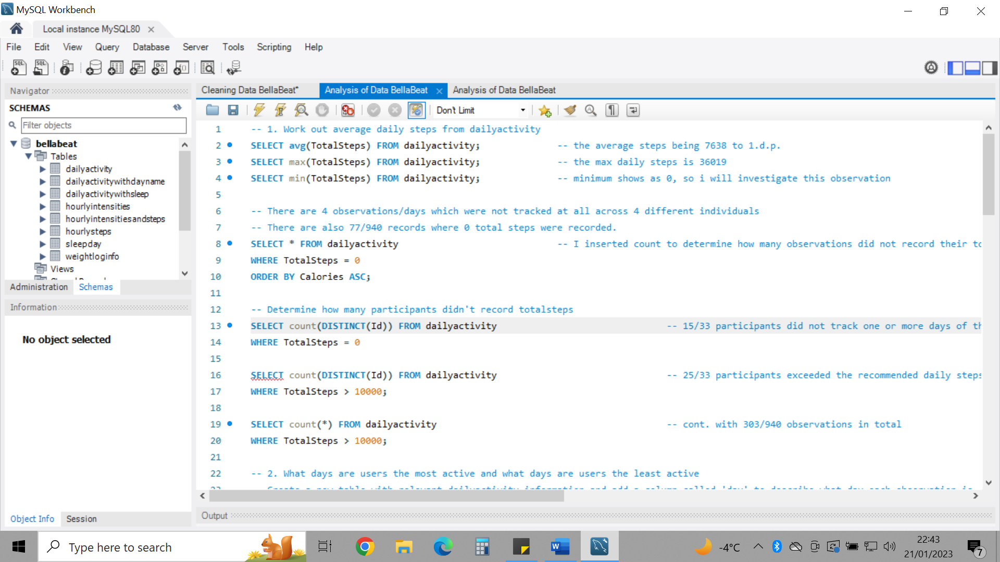 MySQL Workbench
Local instance MySQL80
File Edit View Query Database Server Tools Scripting Help
Navigator
SCHEMAS
Filter objects
bellabeat
Tables
dailyactivity
dailyactivitywithdayname
dailyactivitywithsleep
hourlyintensities
hourlyintensitiesandsteps
hourlysteps
sleepday
weightloginfo
Views
Administration Schemas
Information
No object selected
Object Info Session
Cleaning Data BellaBeat* Analysis of Data BellaBeat Analysis of Data BellaBeat
Don't Limit
1 -- 1. Work out average daily steps from dailyactivity
2 SELECT avg(TotalSteps) FROM dailyactivity; -- the average steps being 7638 to 1.d.p.
3 SELECT max(TotalSteps) FROM dailyactivity; -- the max daily steps is 36019
4 SELECT min(TotalSteps) FROM dailyactivity; -- minimum shows as 0, so i will investigate this observation
5
6 -- There are 4 observations/days which were not tracked at all across 4 different individuals
7 -- There are also 77/940 records where 0 total steps were recorded.
8 SELECT * FROM dailyactivity -- I inserted count to determine how many observations did not record their
9 WHERE TotalSteps = 0
10 ORDER BY Calories ASC;
11
12 -- Determine how many participants didn't record totalsteps
13 SELECT count(DISTINCT(Id)) FROM dailyactivity -- 15/33 participants did not track one or more days of
14 WHERE TotalSteps = 0
15
16 SELECT count(DISTINCT(Id)) FROM dailyactivity -- 25/33 participants exceeded the recommended daily steps
17 WHERE TotalSteps > 10000;
18
19 SELECT count(*) FROM dailyactivity -- cont. with 303/940 observations in total
20 WHERE TotalSteps > 10000;
21
22 -- 2. What days are users the most active and what days are users the least active
Output
Type here to search
-4°C
22:43
21/01/2023
7